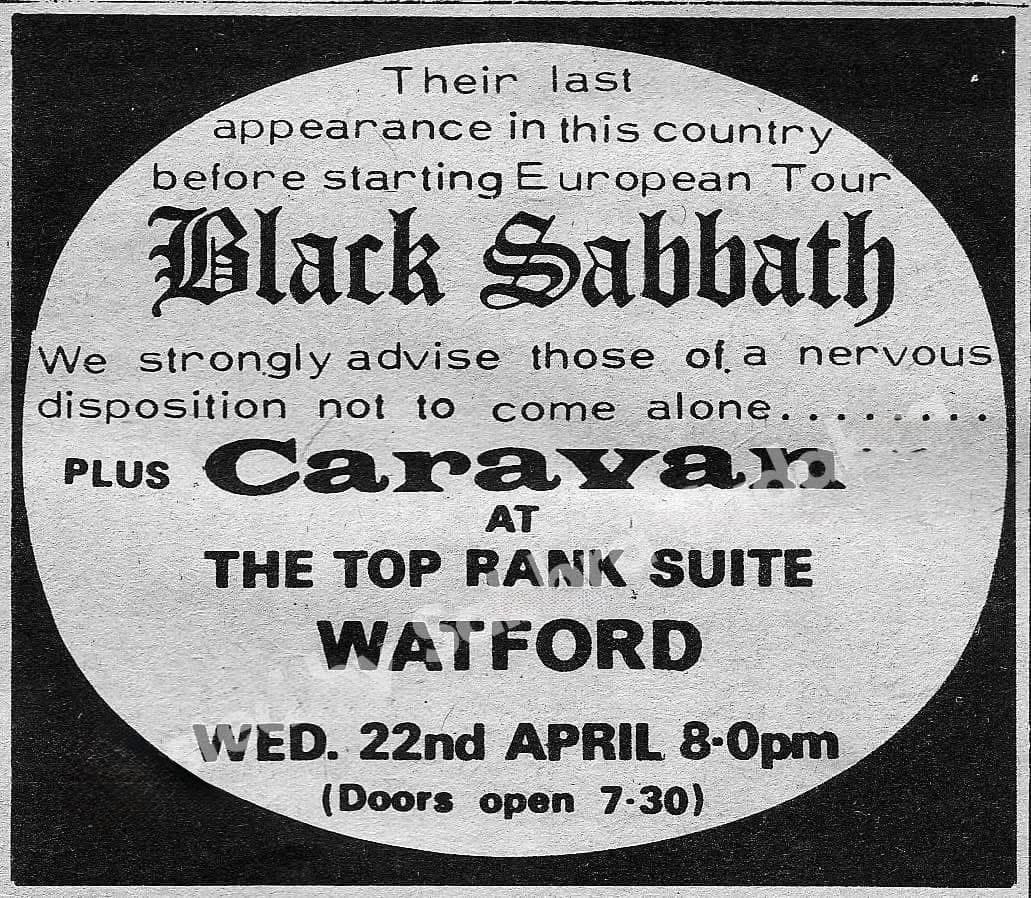 Their last
appearance in this country
before starting European Tour
Black Sabbath
We strongly advise those of a nervous
disposition not to come alone........
PLUS Caravan
AT
THE TOP RANK SUITE
WATFORD
WED. 22nd APRIL 8·0pm
(Doors open 7·30)